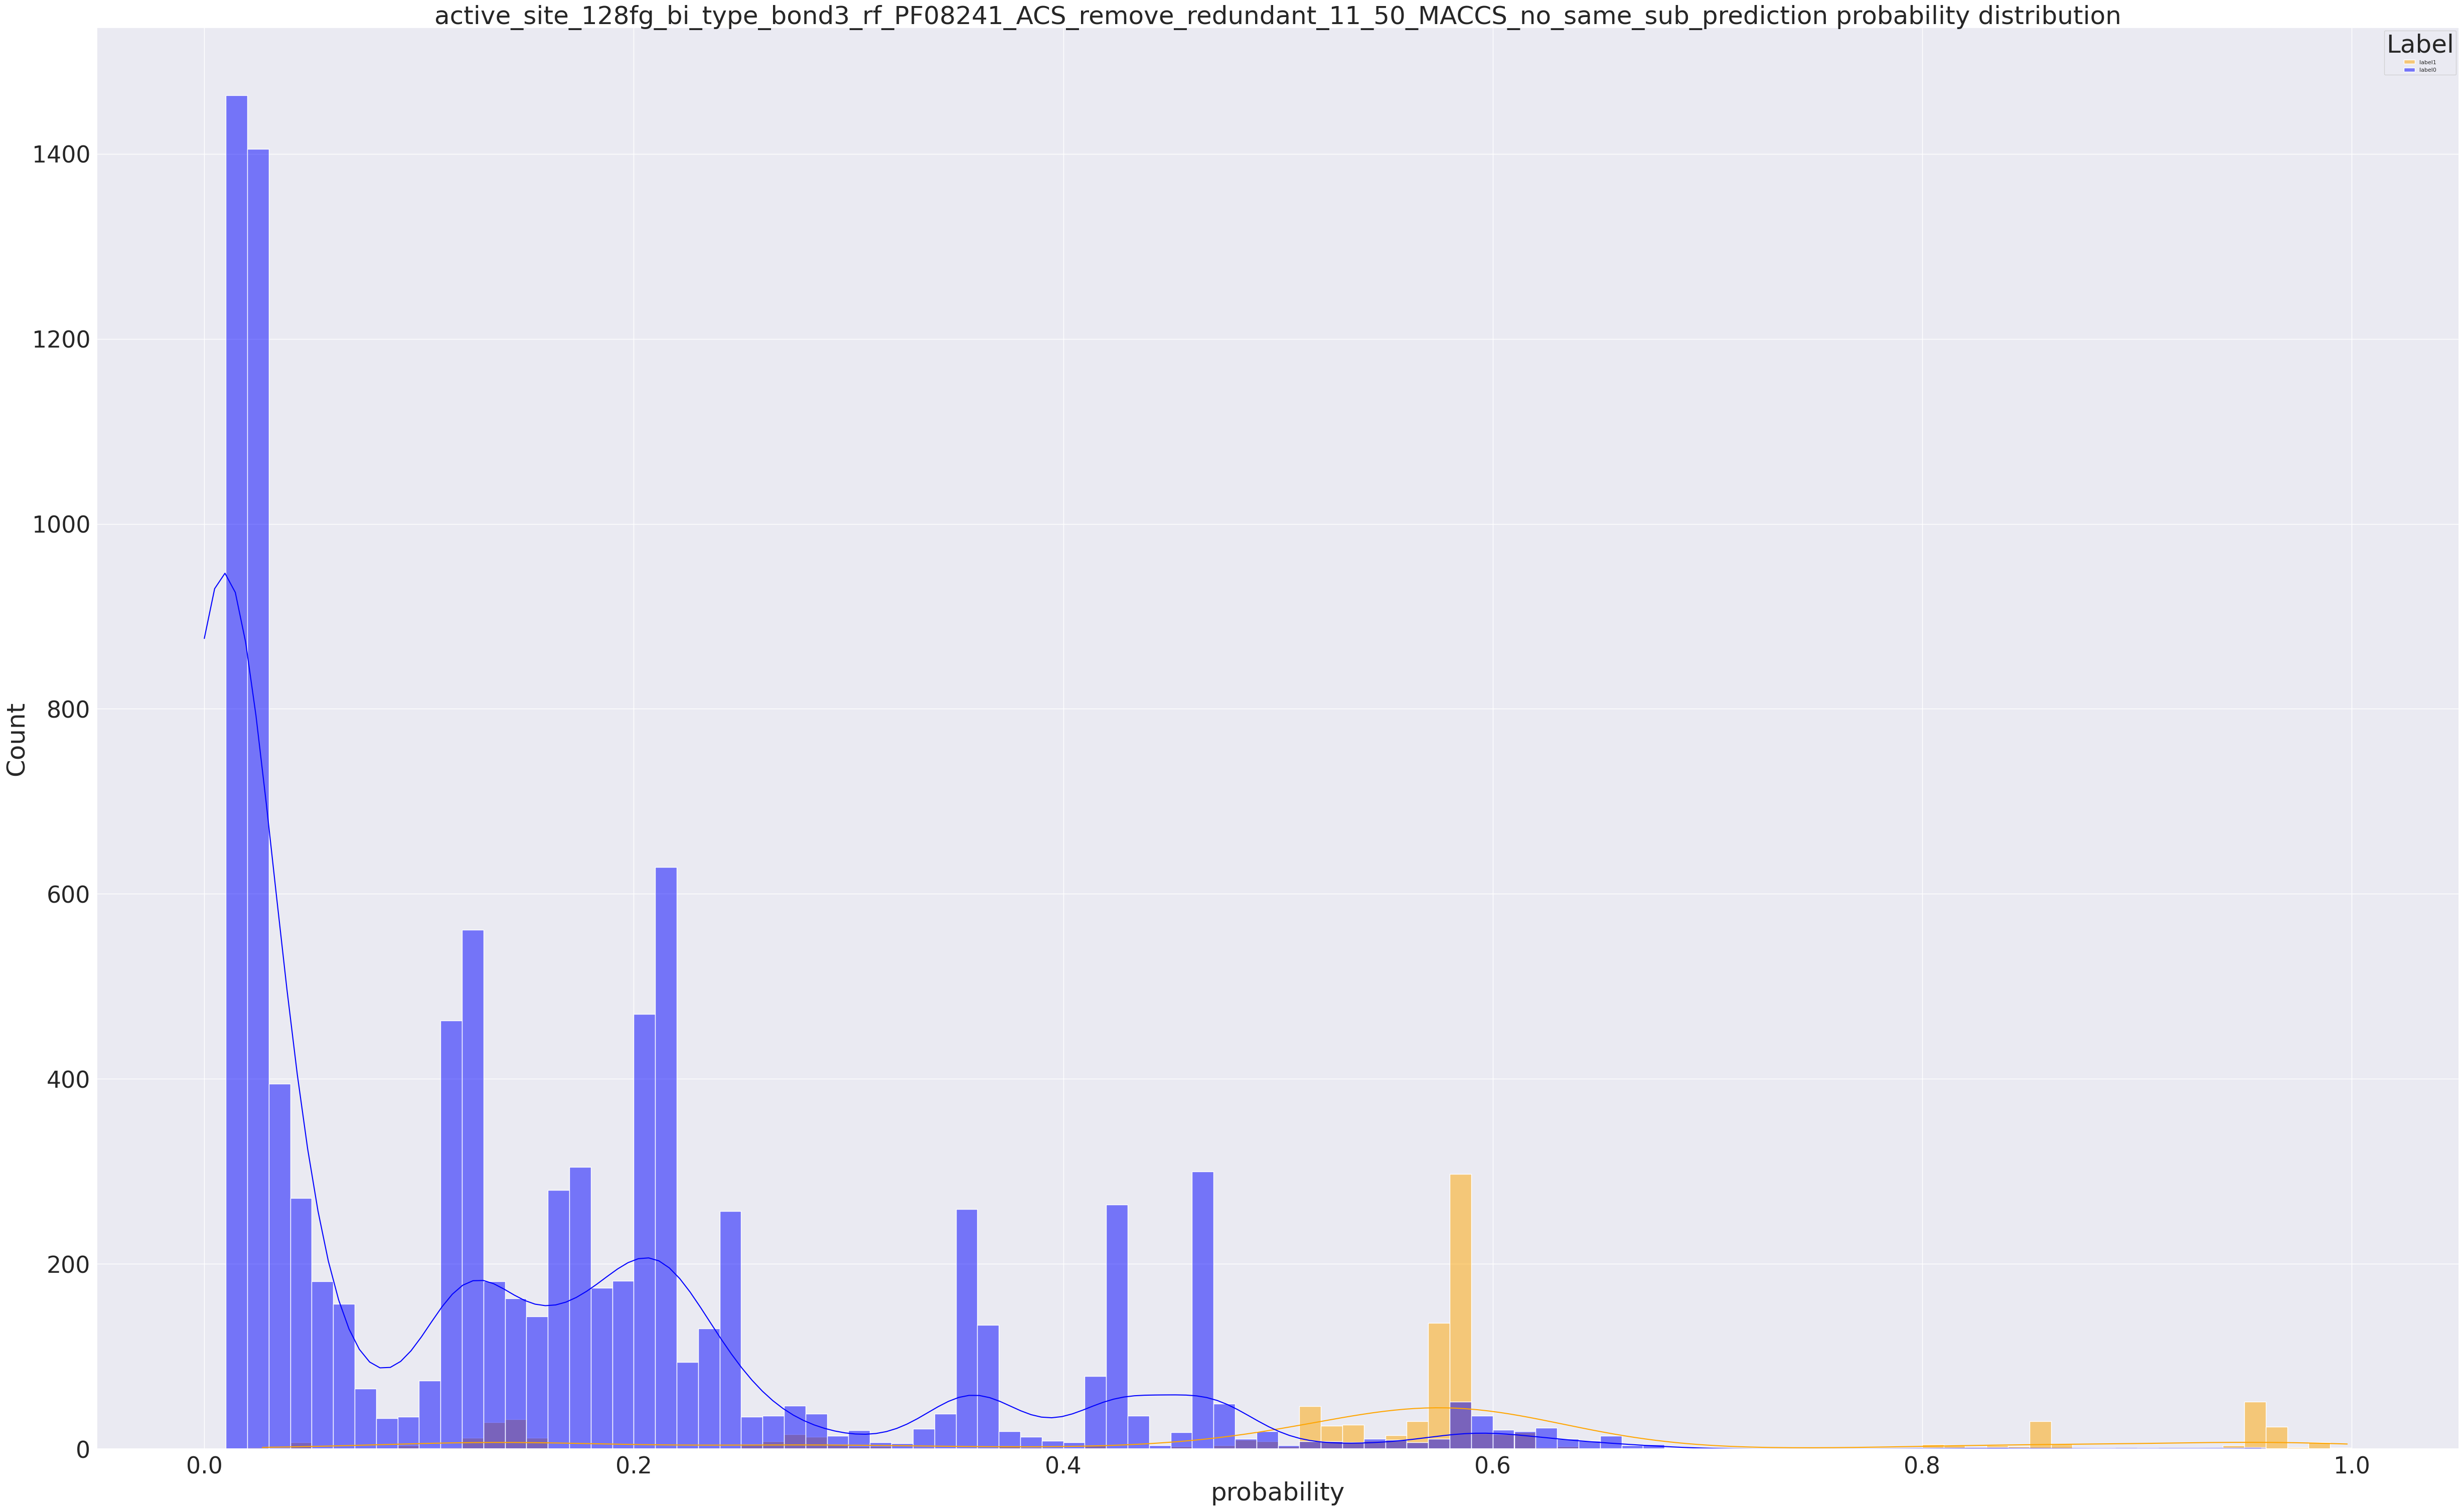 active_site_128fg_bi_type_bond3_rf_PF08241_ACS_remove_redundant_11_50_MACCS_no_same_sub_prediction probability distribution
Label
label1
label0
1400
1200
1000
800
600
400
200
0
Count
0.0 0.2 0.4 0.6 0.8 1.0
probability